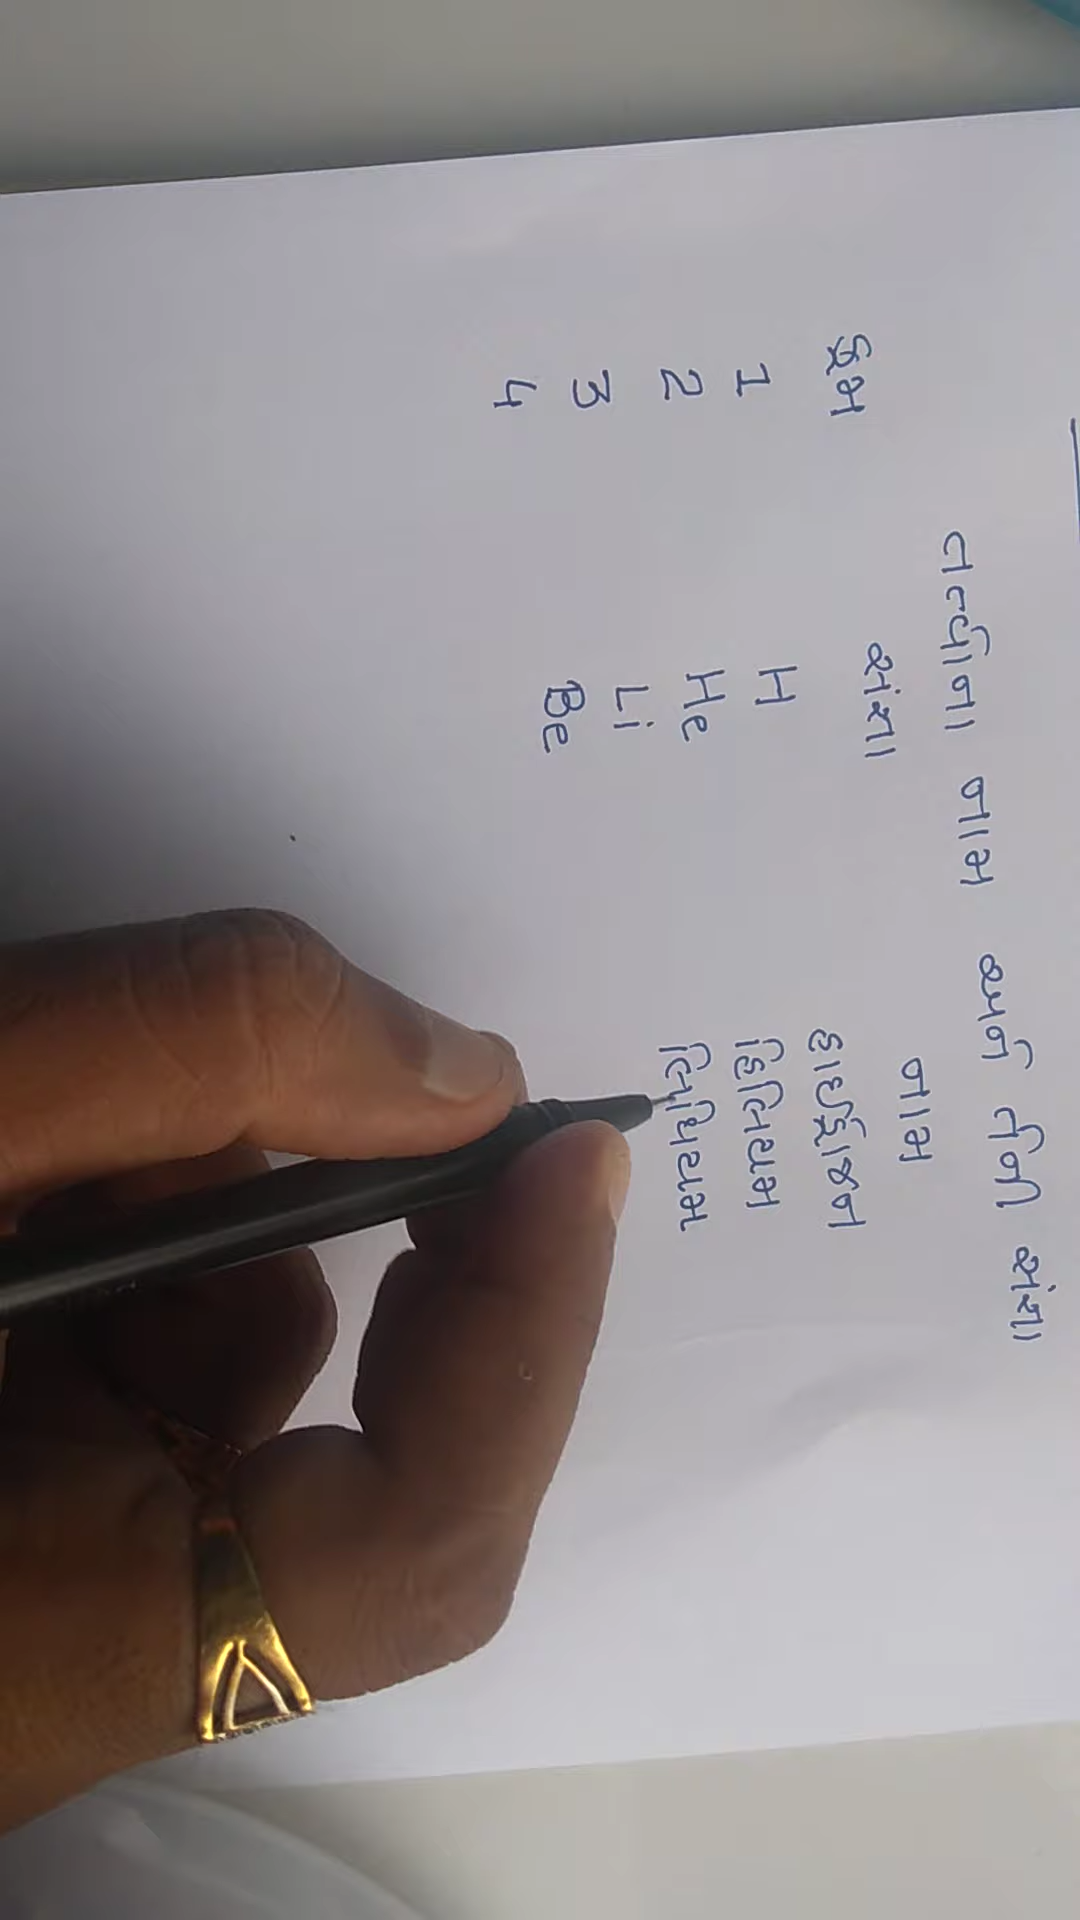 તત્વોના નામ અને તેની સંજ્ઞા
ક્રમ સંજ્ઞા નામ
1 H હાઈડ્રોજન
2 He હિલિયમ
3 Li લિથિયમ
4 Be